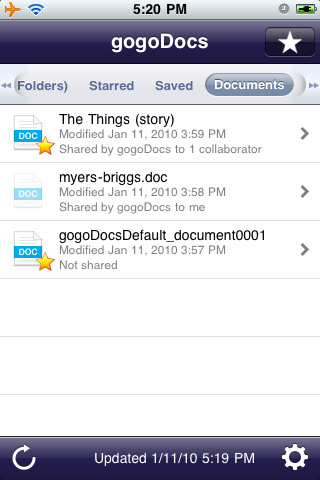 5:20 PM
gogoDocs
Folders) Starred Saved Documents
The Things (story)
Modified Jan 11, 2010 3:59 PM
Shared by gogoDocs to 1 collaborator
DOC
myers-briggs.doc
Modified Jan 11, 2010 3:58 PM
Shared by gogoDocs to me
DOC
gogoDocsDefault_document0001
Modified Jan 11, 2010 3:57 PM
Not shared
DOC
Updated 1/11/10 5:19 PM